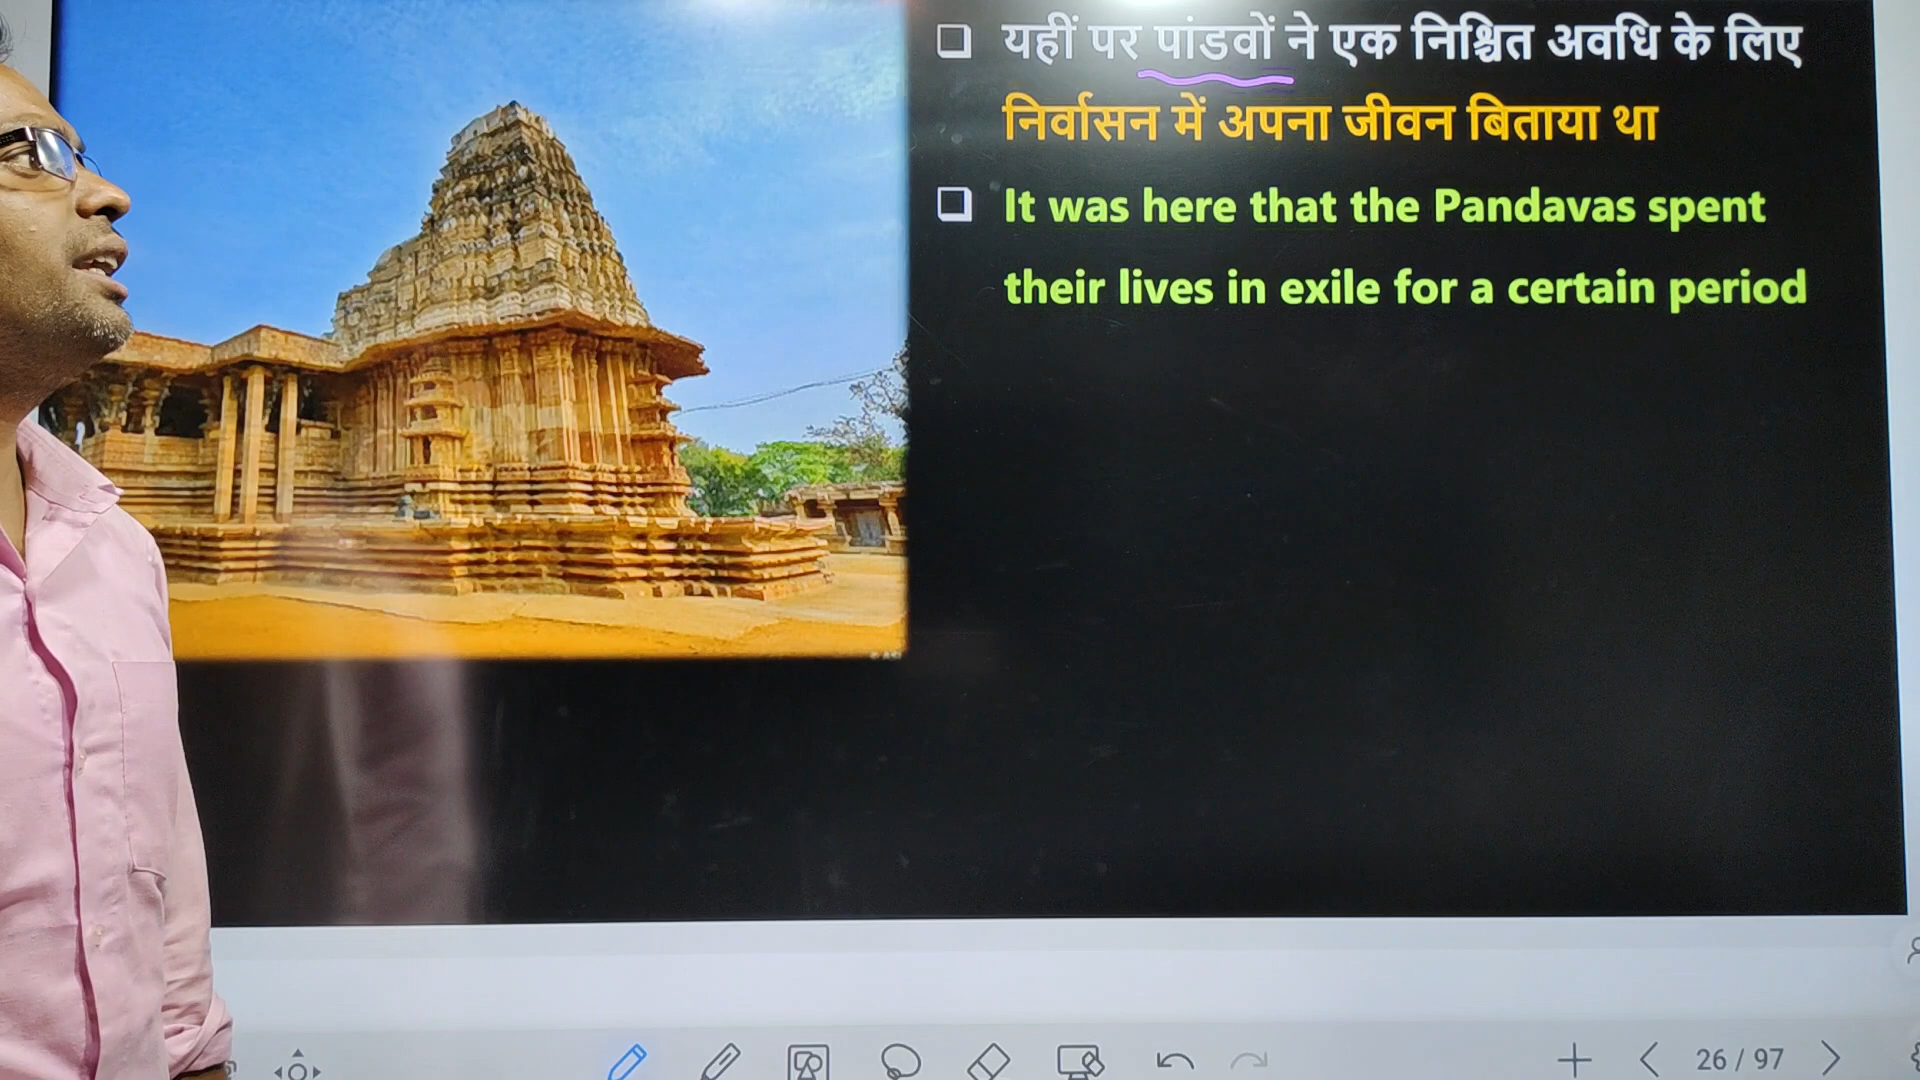 यहीं पर पांडवों ने एक निश्चित अवधि के लिए
निर्वासन में अपना जीवन बिताया था
It was here that the Pandavas spent
their lives in exile for a certain period
26 / 97